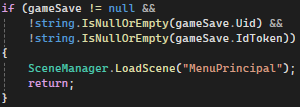 if (gameSave != null &&
!string.IsNullOrEmpty(gameSave.Uid) &&
!string.IsNullOrEmpty(gameSave.IdToken))
{
SceneManager.LoadScene("MenuPrincipal");
return;
}